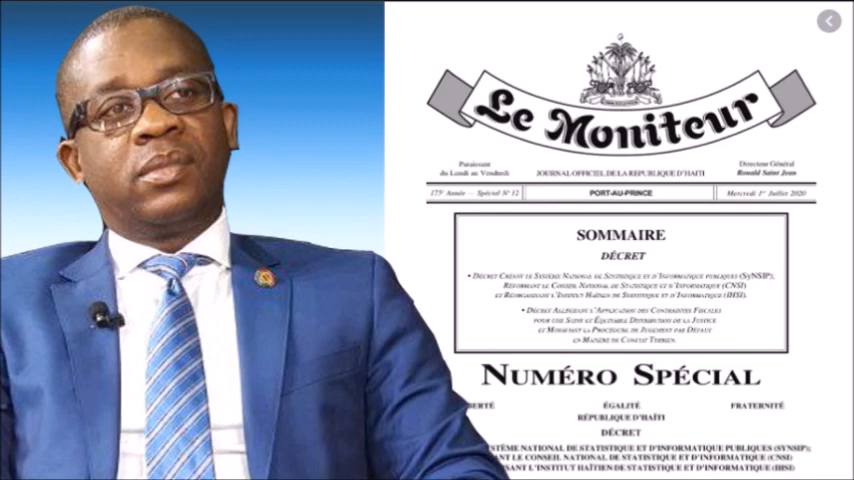 Le Moniteur
Paraissant
du Lundi au Vendredi
JOURNAL OFFICIEL DE LA REPUBLIQUE D'HAITI
Directeur Général
Ronald Saint Jean
175e Année — Spécial No 12
PORT-AU-PRINCE
Mercredi 1er Juillet 2020
SOMMAIRE
DÉCRET
• DÉCRET CRÉANT LE SYSTÈME NATIONAL DE STATISTIQUE ET D'INFORMATIQUE PUBLIQUES (SyNSIP);
RÉFORMANT LE CONSEIL NATIONAL DE STATISTIQUE ET D'INFORMATIQUE (CNSI)
ET RÉORGANISANT L'INSTITUT HAÏTIEN DE STATISTIQUE ET D'INFORMATIQUE (IHSI).
• DÉCRET ALLÉGEANT L'APPLICATION DES CONTRAINTES FISCALES
POUR UNE SAINE ET ÉQUITABLE DISTRIBUTION DE LA JUSTICE
ET MODIFIANT LA PROCÉDURE DE JUGEMENT PAR DÉFAUT
EN MATIÈRE DE CONFLIT TERRIEN.
NUMÉRO SPÉCIAL
BERTÉ
ÉGALITÉ
FRATERNITÉ
RÉPUBLIQUE D'HAÏTI
DÉCRET
STÈME NATIONAL DE STATISTIQUE ET D'INFORMATIQUE PUBLIQUES (SYNSIP);
ANT LE CONSEIL NATIONAL DE STATISTIQUE ET D'INFORMATIQUE (CNSI)
SANT L'INSTITUT HAÏTIEN DE STATISTIQUE ET D'INFORMATIQUE (IHSI)